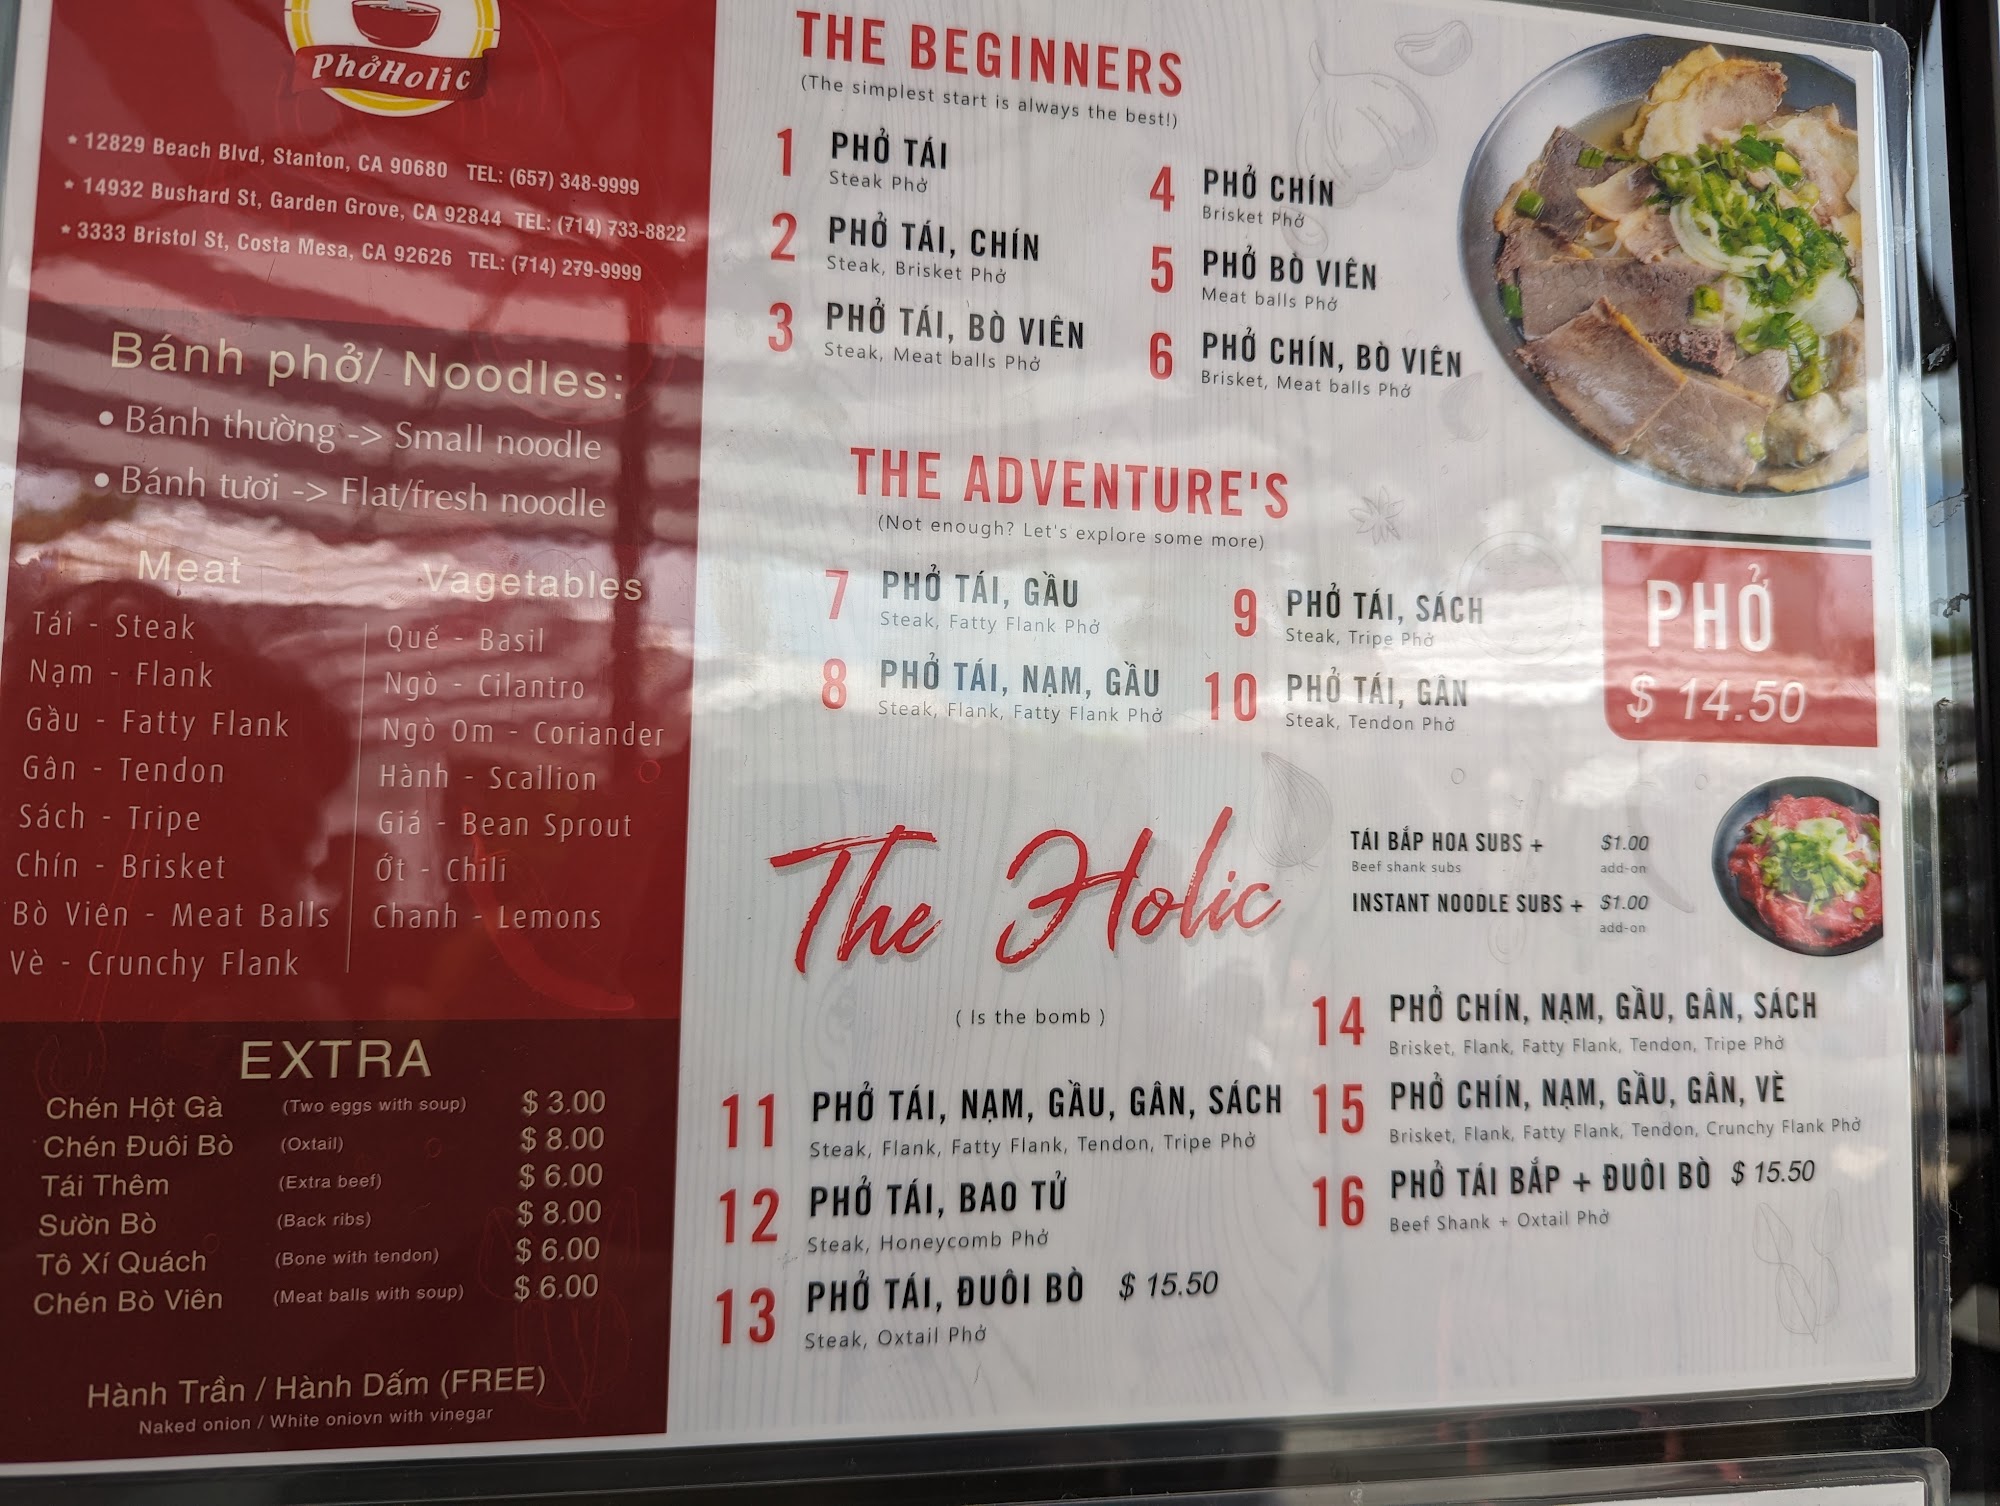 PhởHolic
* 12829 Beach Blvd, Stanton, CA 90680 TEL: (657) 348-9999
* 14932 Bushard St, Garden Grove, CA 92844 TEL: (714) 733-8822
* 3333 Bristol St, Costa Mesa, CA 92626 TEL: (714) 279-9999
Bánh phở/ Noodles:
• Bánh thường -> Small noodle
• Bánh tươi -> Flat/fresh noodle
Meat
Tái - Steak
Nạm - Flank
Gầu - Fatty Flank
Gân - Tendon
Sách - Tripe
Chín - Brisket
Bò Viên - Meat Balls
Vè - Crunchy Flank
Vagetables
Quế - Basil
Ngò - Cilantro
Ngò Om - Coriander
Hành - Scallion
Giá - Bean Sprout
Ớt - Chili
Chanh - Lemons
EXTRA
Chén Hột Gà (Two eggs with soup) $ 3.00
Chén Đuôi Bò (Oxtail) $ 8.00
Tái Thêm (Extra beef) $ 6.00
Sườn Bò (Back ribs) $ 8.00
Tô Xí Quách (Bone with tendon) $ 6.00
Chén Bò Viên (Meat balls with soup) $ 6.00
Hành Trần / Hành Dấm (FREE)
Naked onion / White oniovn with vinegar
THE BEGINNERS
(The simplest start is always the best!)
1 PHỞ TÁI
Steak Phở
2 PHỞ TÁI, CHÍN
Steak, Brisket Phở
3 PHỞ TÁI, BÒ VIÊN
Steak, Meat balls Phở
4 PHỞ CHÍN
Brisket Phở
5 PHỞ BÒ VIÊN
Meat balls Phở
6 PHỞ CHÍN, BÒ VIÊN
Brisket, Meat balls Phở
THE ADVENTURE'S
(Not enough? Let's explore some more)
7 PHỞ TÁI, GẦU
Steak, Fatty Flank Phở
8 PHỞ TÁI, NẠM, GẦU
Steak, Flank, Fatty Flank Phở
9 PHỞ TÁI, SÁCH
Steak, Tripe Phở
10 PHỞ TÁI, GÂN
Steak, Tendon Phở
PHỞ
$ 14.50
TÁI BẮP HOA SUBS + $1.00
Beef shank subs add-on
INSTANT NOODLE SUBS + $1.00
add-on
The Holic
( Is the bomb )
11 PHỞ TÁI, NẠM, GẦU, GÂN, SÁCH
Steak, Flank, Fatty Flank, Tendon, Tripe Phở
12 PHỞ TÁI, BAO TỬ
Steak, Honeycomb Phở
13 PHỞ TÁI, ĐUÔI BÒ $ 15.50
Steak, Oxtail Phở
14 PHỞ CHÍN, NẠM, GẦU, GÂN, SÁCH
Brisket, Flank, Fatty Flank, Tendon, Tripe Phở
15 PHỞ CHÍN, NẠM, GẦU, GÂN, VÈ
Brisket, Flank, Fatty Flank, Tendon, Crunchy Flank Phở
16 PHỞ TÁI BẮP + ĐUÔI BÒ $ 15.50
Beef Shank + Oxtail Phở